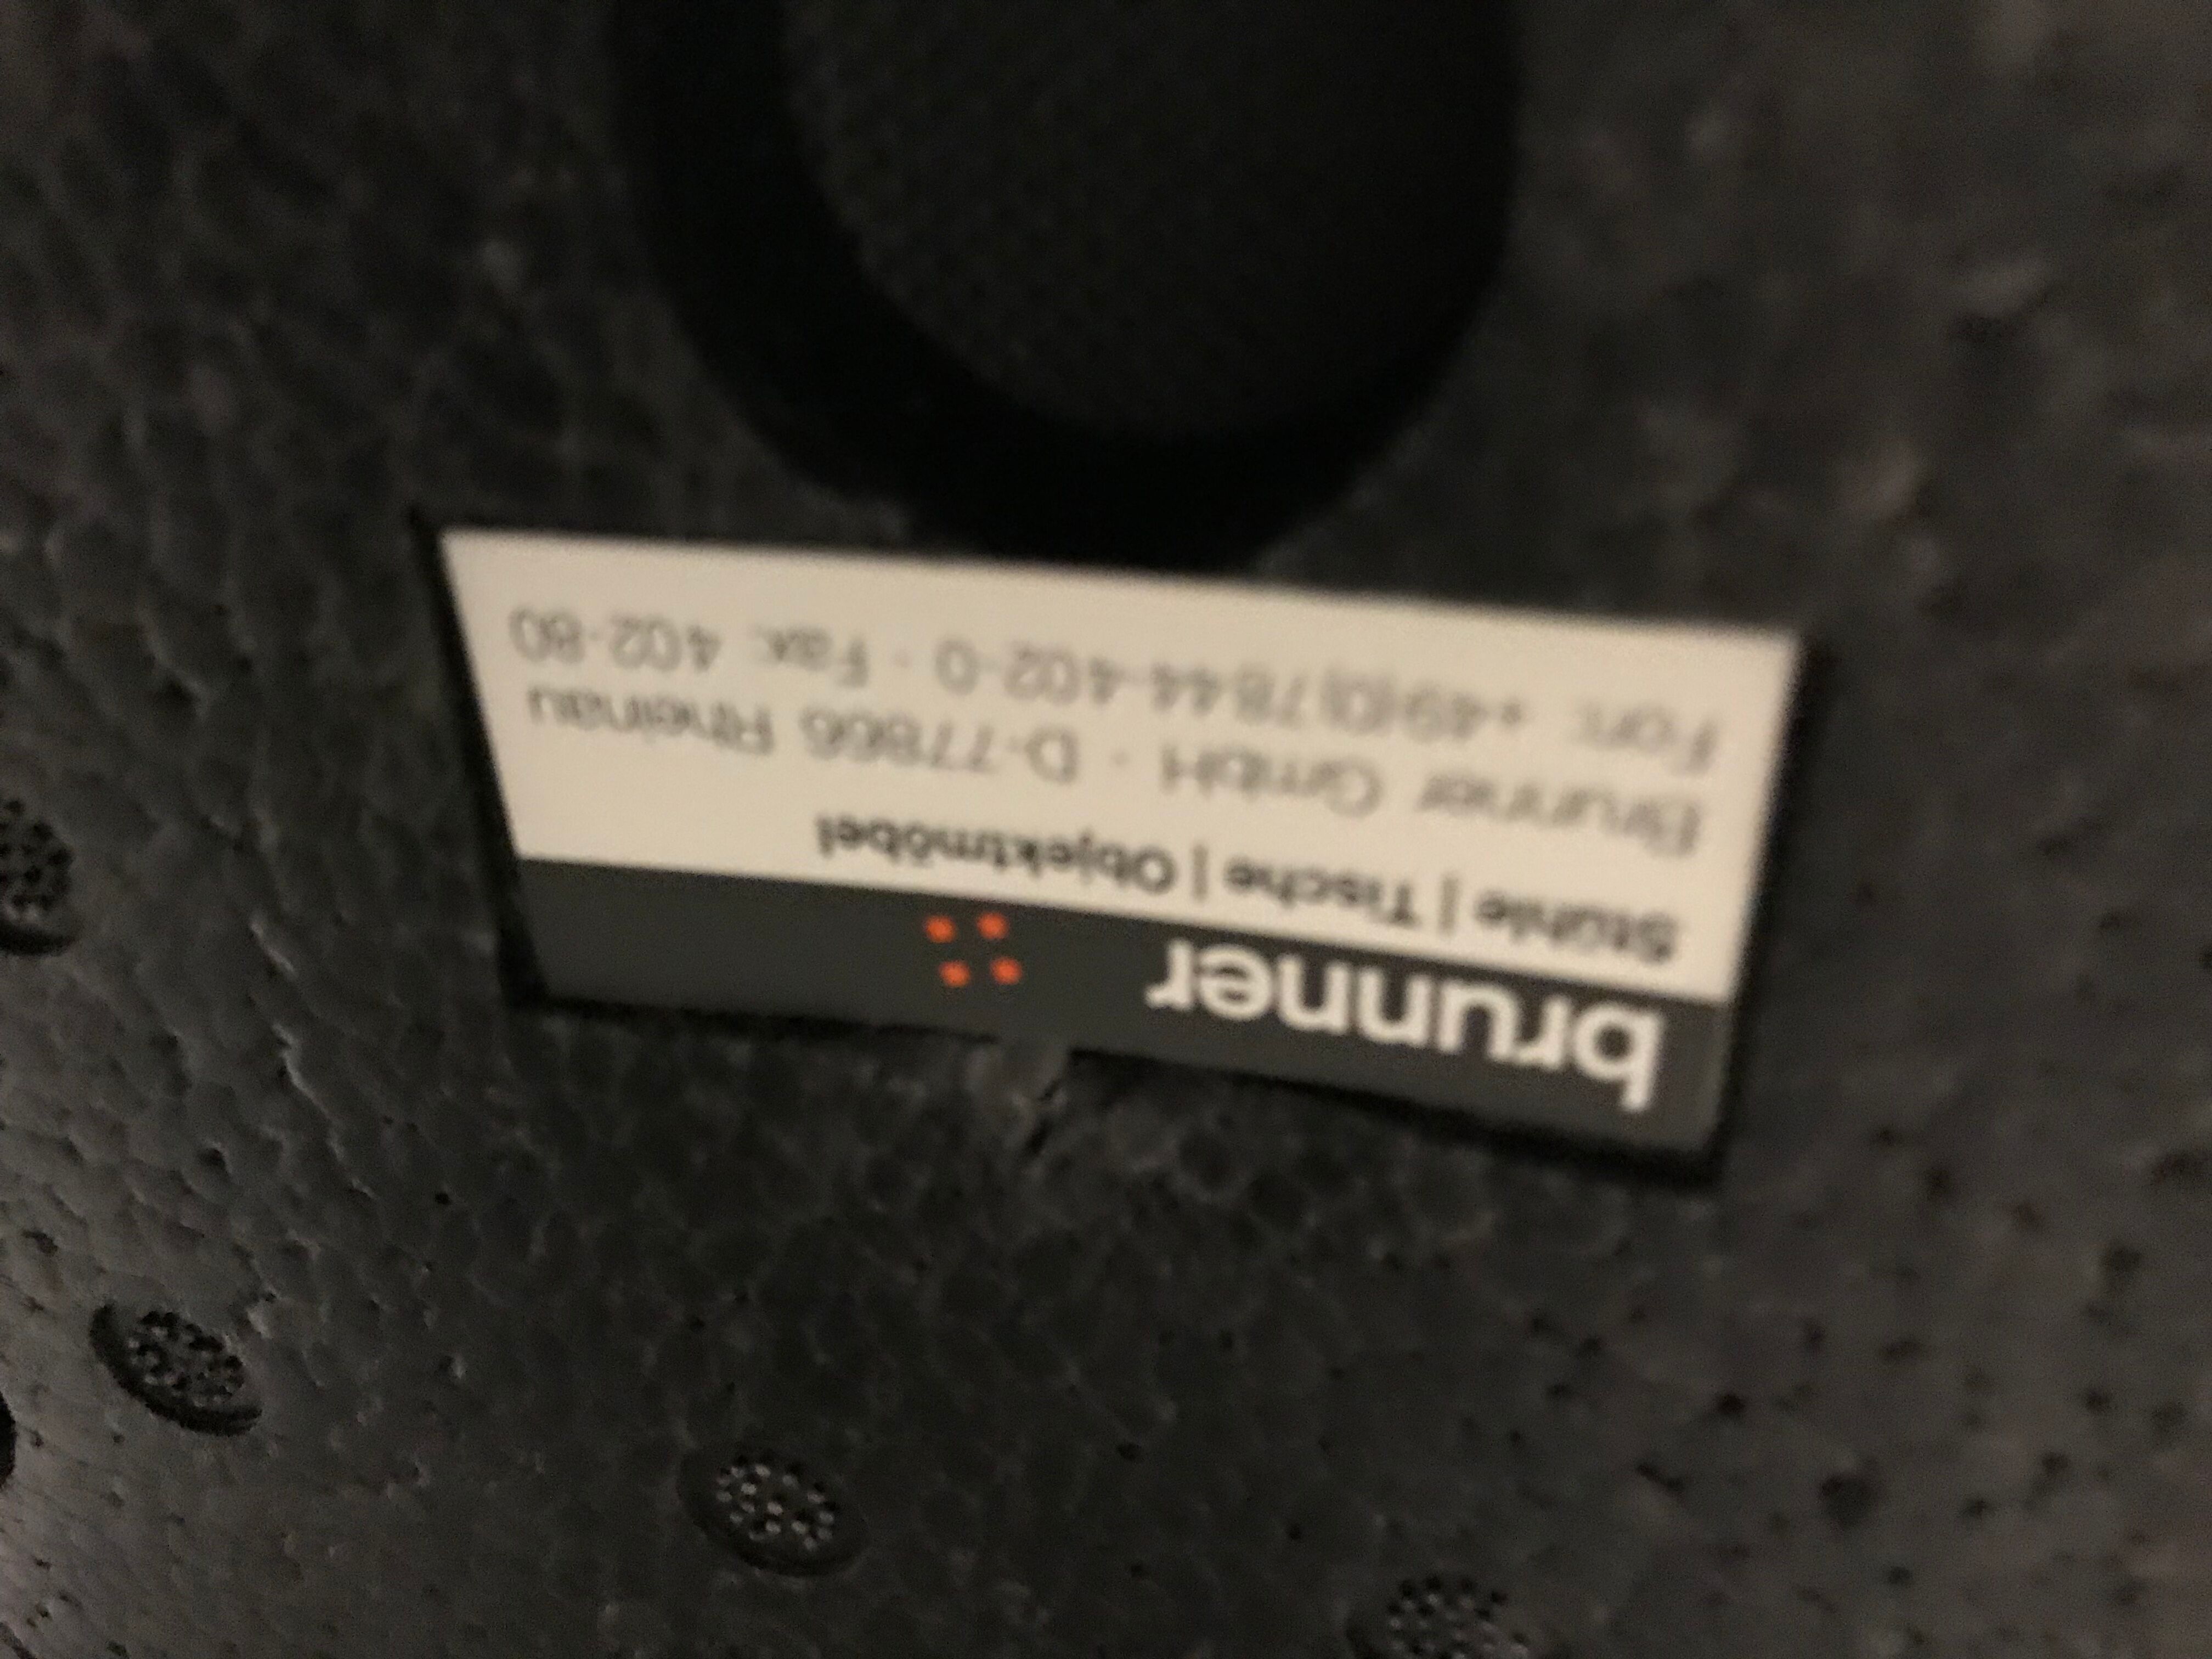 brunner
Stühle | Tische | Objektmöbel
Brunner GmbH · D-77866 Rheinau
Fon: +49(0)7844-402-0 · Fax: 402-80